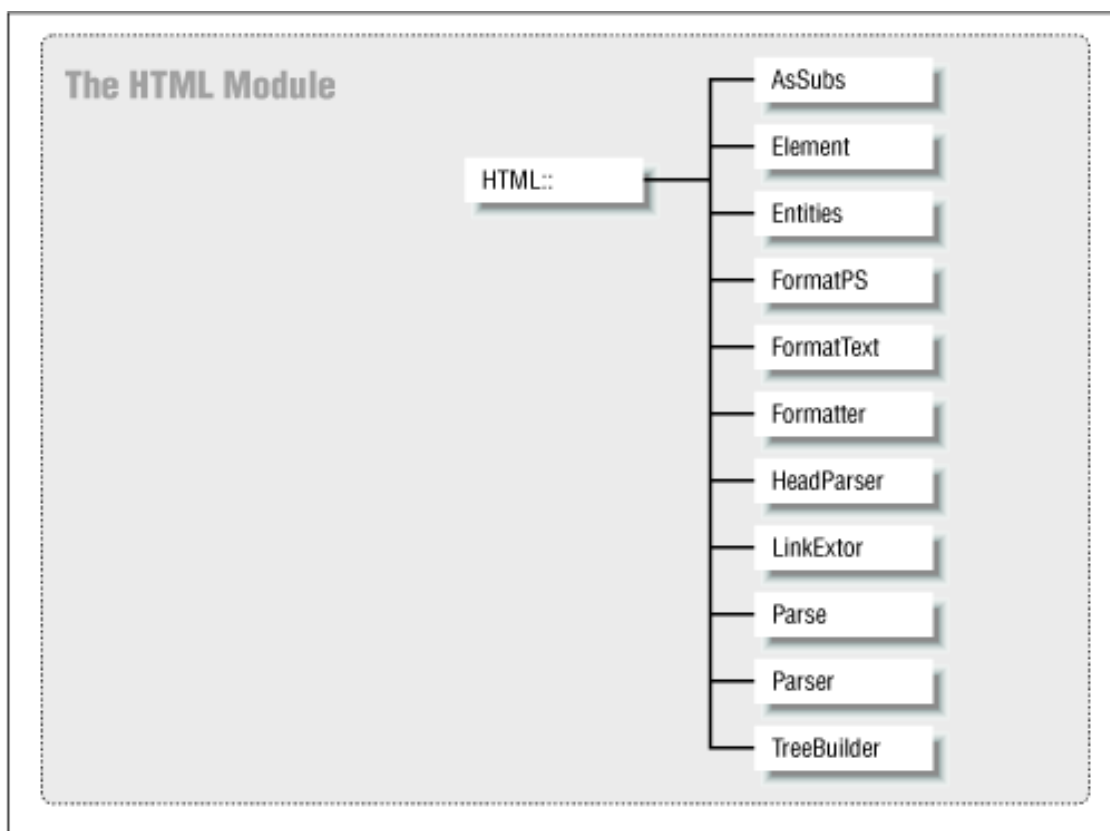 The HTML Module
HTML::
AsSubs
Element
Entities
FormatPS
FormatText
Formatter
HeadParser
LinkExtor
Parse
Parser
TreeBuilder